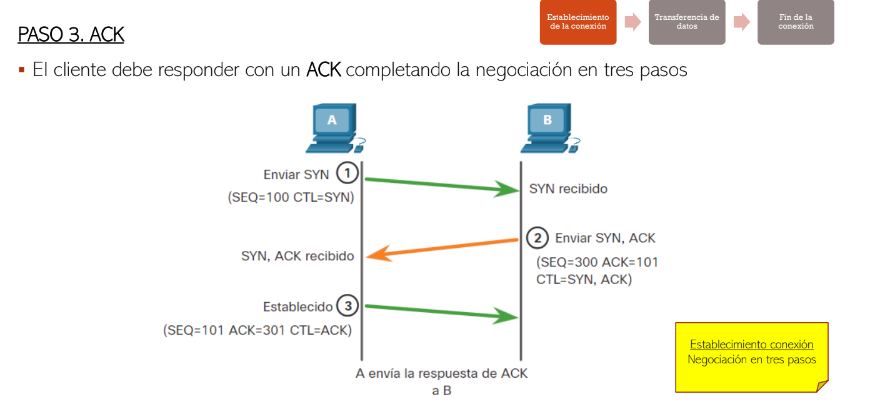 Establecimiento
de la conexión
Transferencia de
datos
Fin de la
conexión
PASO 3. ACK
▪ El cliente debe responder con un ACK completando la negociación en tres pasos
A
B
Enviar SYN 1
(SEQ=100 CTL=SYN)
SYN recibido
2 Enviar SYN, ACK
(SEQ=300 ACK=101
CTL=SYN, ACK)
SYN, ACK recibido
Establecido 3
(SEQ=101 ACK=301 CTL=ACK)
A envía la respuesta de ACK
a B
Establecimiento conexión
Negociación en tres pasos